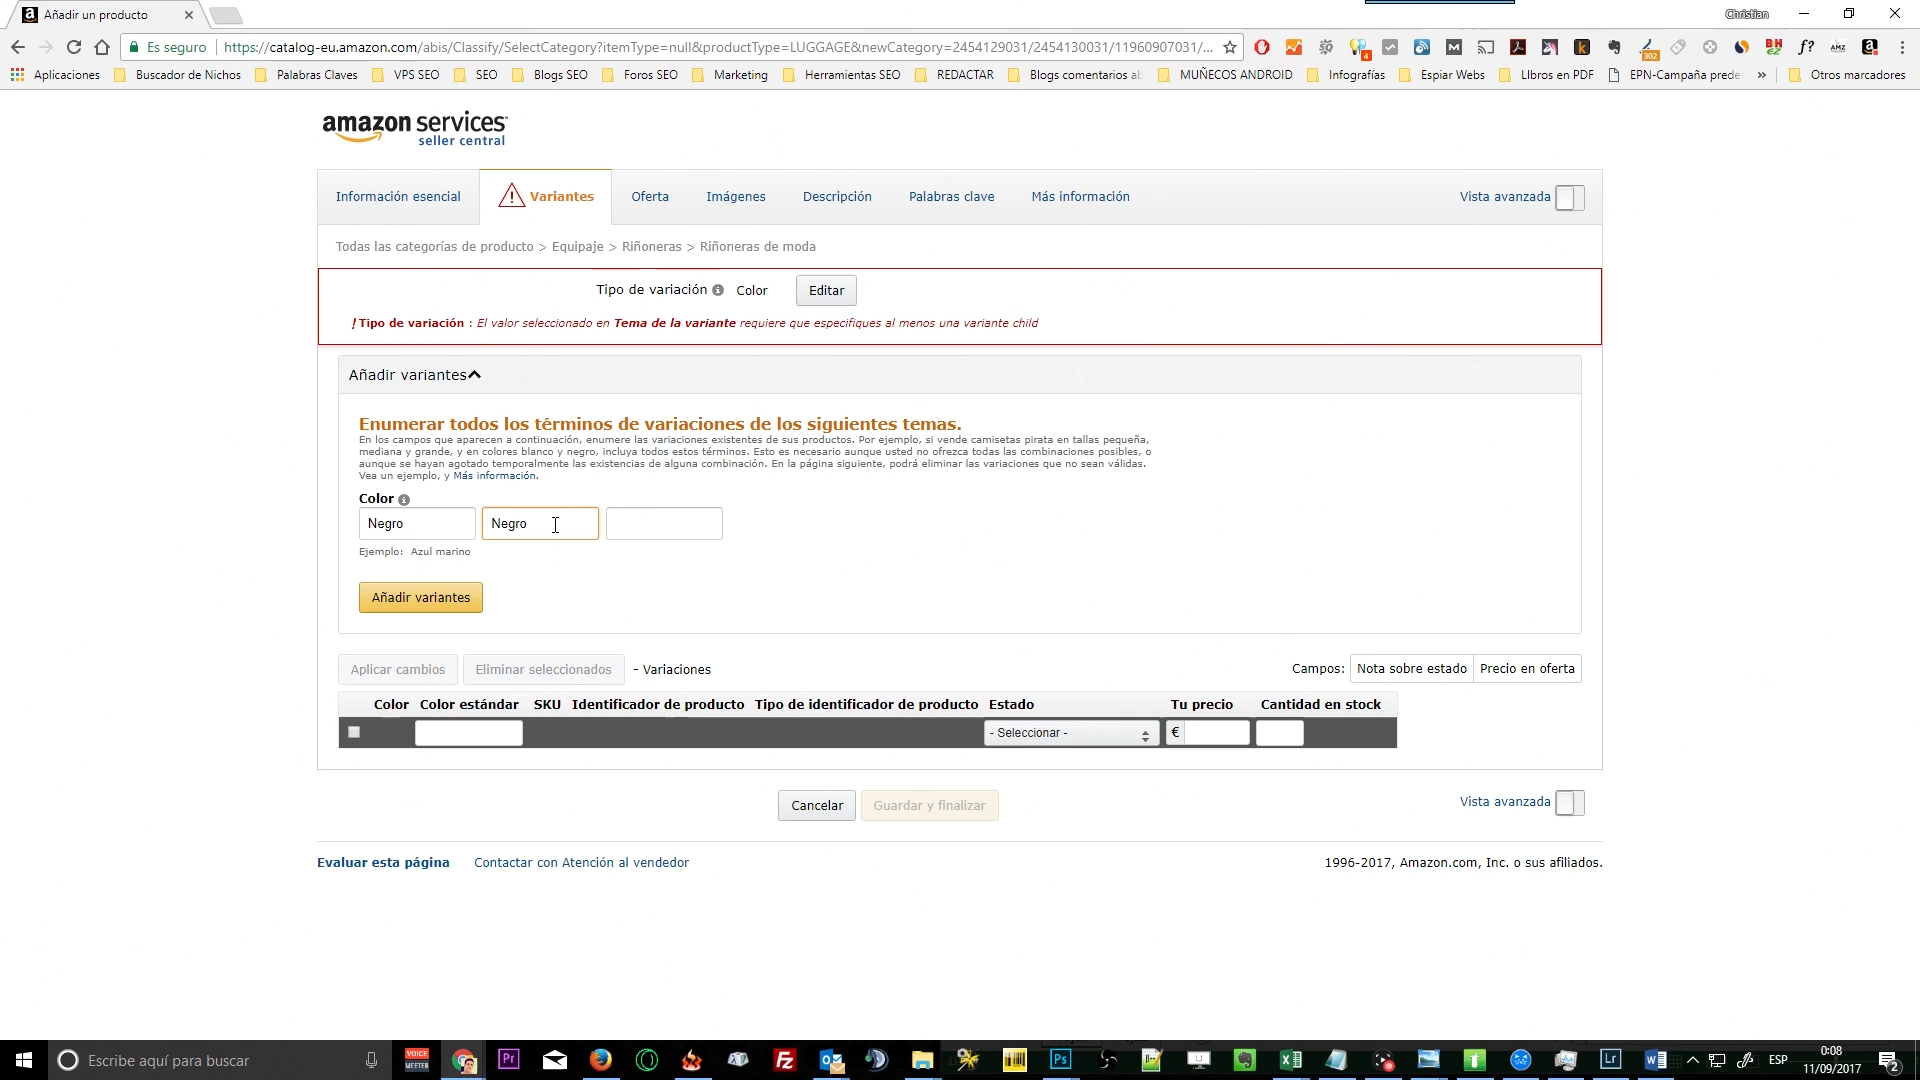 Añadir un producto
Christian
Es seguro
https://catalog-eu.amazon.com/abis/Classify/SelectCategory?itemType=null&productType=LUGGAGE&newCategory=2454129031/2454130031/11960907031/...
Aplicaciones
Buscador de Nichos
Palabras Claves
VPS SEO
SEO
Blogs SEO
Foros SEO
Marketing
Herramientas SEO
REDACTAR
Blogs comentarios ab
MUÑECOS ANDROID
Infografías
Espiar Webs
LIbros en PDF
EPN-Campaña prede
»
Otros marcadores
amazon services
seller central
Información esencial
Variantes
Oferta
Imágenes
Descripción
Palabras clave
Más información
Vista avanzada
Todas las categorías de producto > Equipaje > Riñoneras > Riñoneras de moda
Tipo de variación Color Editar
! Tipo de variación : El valor seleccionado en Tema de la variante requiere que especifiques al menos una variante child
Añadir variantes
Enumerar todos los términos de variaciones de los siguientes temas.
En los campos que aparecen a continuación, enumere las variaciones existentes de sus productos. Por ejemplo, si vende camisetas pirata en tallas pequeña,
mediana y grande, y en colores blanco y negro, incluya todos estos términos. Esto es necesario aunque usted no ofrezca todas las combinaciones posibles, o
aunque se hayan agotado temporalmente las existencias de alguna combinación. En la página siguiente, podrá eliminar las variaciones que no sean válidas.
Vea un ejemplo, y Más información.
Color
Negro Negro
Ejemplo: Azul marino
Añadir variantes
Aplicar cambios Eliminar seleccionados - Variaciones Campos: Nota sobre estado Precio en oferta
Color Color estándar SKU Identificador de producto Tipo de identificador de producto Estado Tu precio Cantidad en stock
- Seleccionar - €
Cancelar Guardar y finalizar Vista avanzada
Evaluar esta página Contactar con Atención al vendedor 1996-2017, Amazon.com, Inc. o sus afiliados.
Escribe aquí para buscar
ESP
0:08
11/09/2017